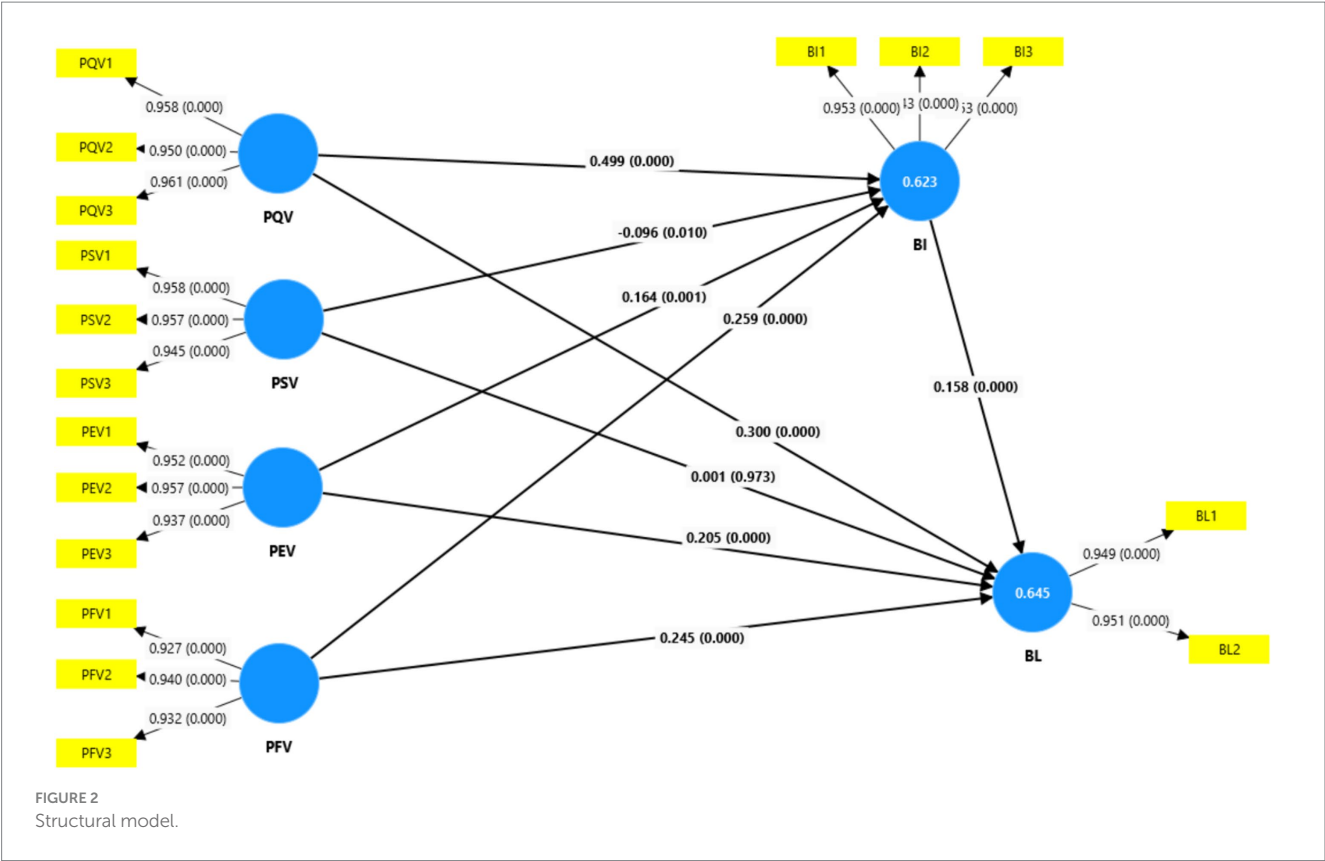 PQV1
0.958 (0.000)
PQV2
0.950 (0.000)
0.961 (0.000)
PQV3
PQV
PSV1
0.958 (0.000)
PSV2
0.957 (0.000)
0.945 (0.000)
PSV3
PSV
PEV1
0.952 (0.000)
PEV2
0.957 (0.000)
0.937 (0.000)
PEV3
PEV
PFV1
0.927 (0.000)
PFV2
0.940 (0.000)
0.932 (0.000)
PFV3
PFV
0.499 (0.000)
-0.096 (0.010)
0.164 (0.001)
0.259 (0.000)
0.300 (0.000)
0.001 (0.973)
0.205 (0.000)
0.245 (0.000)
BI1 BI2 BI3
0.953 (0.000) (0.000) (0.000)
0.623
BI
0.158 (0.000)
BL1
0.949 (0.000)
0.645
0.951 (0.000)
BL2
BL
FIGURE 2
Structural model.